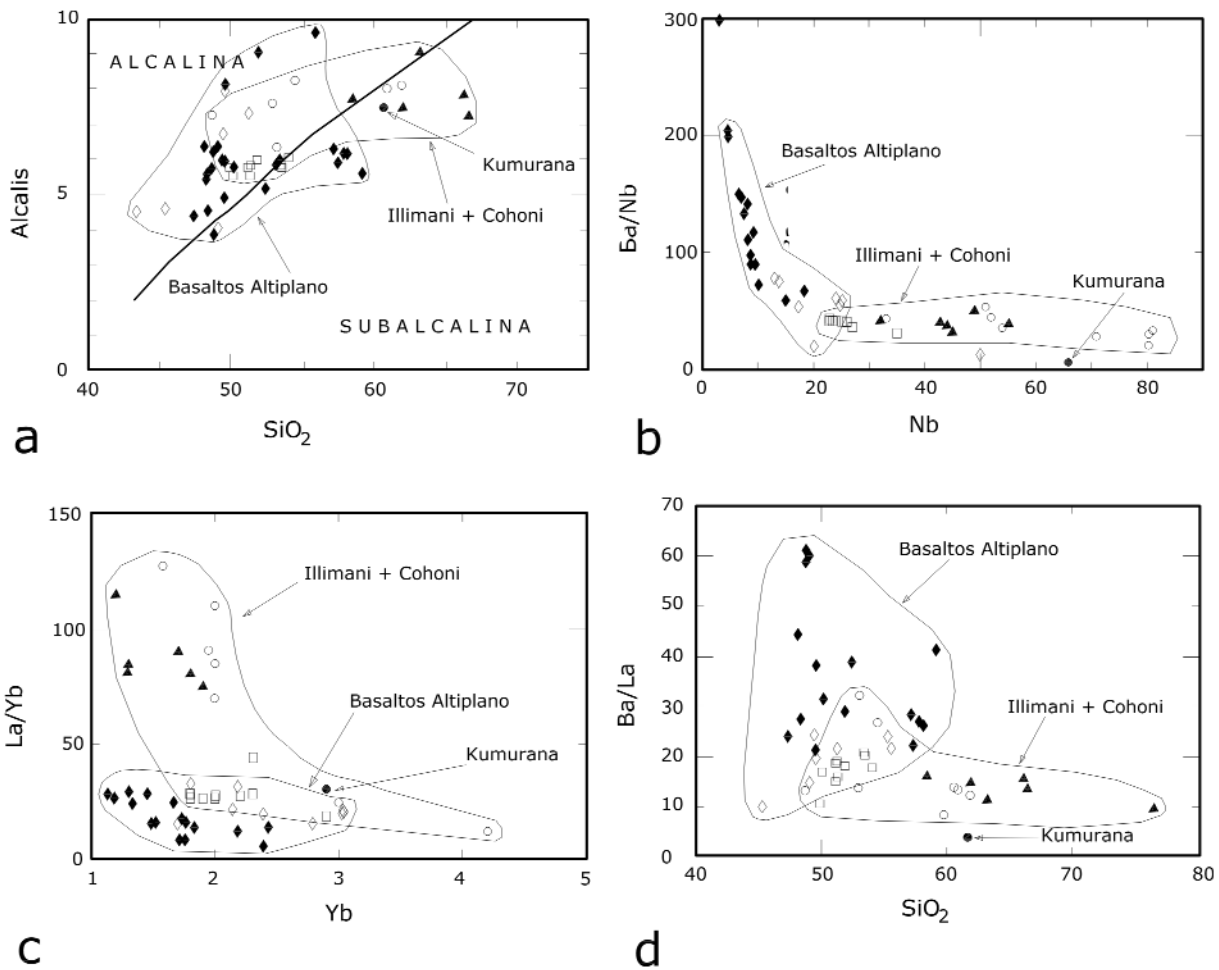 10
ALCALINA
5
0
Alcalis
Kumurana
Illimani + Cohoni
Basaltos Altiplano
SUBALCALINA
40
50
60
70
SiO2
a
300
200
100
0
Ба/Nb
Basaltos Altiplano
Illimani + Cohoni
Kumurana
0
20
40
60
80
Nb
b
150
100
50
0
La/Yb
Illimani + Cohoni
Basaltos Altiplano
Kumurana
1
2
3
4
5
Yb
c
70
60
50
40
30
20
10
0
Ba/La
Basaltos Altiplano
Illimani + Cohoni
Kumurana
40
50
60
70
80
SiO2
d